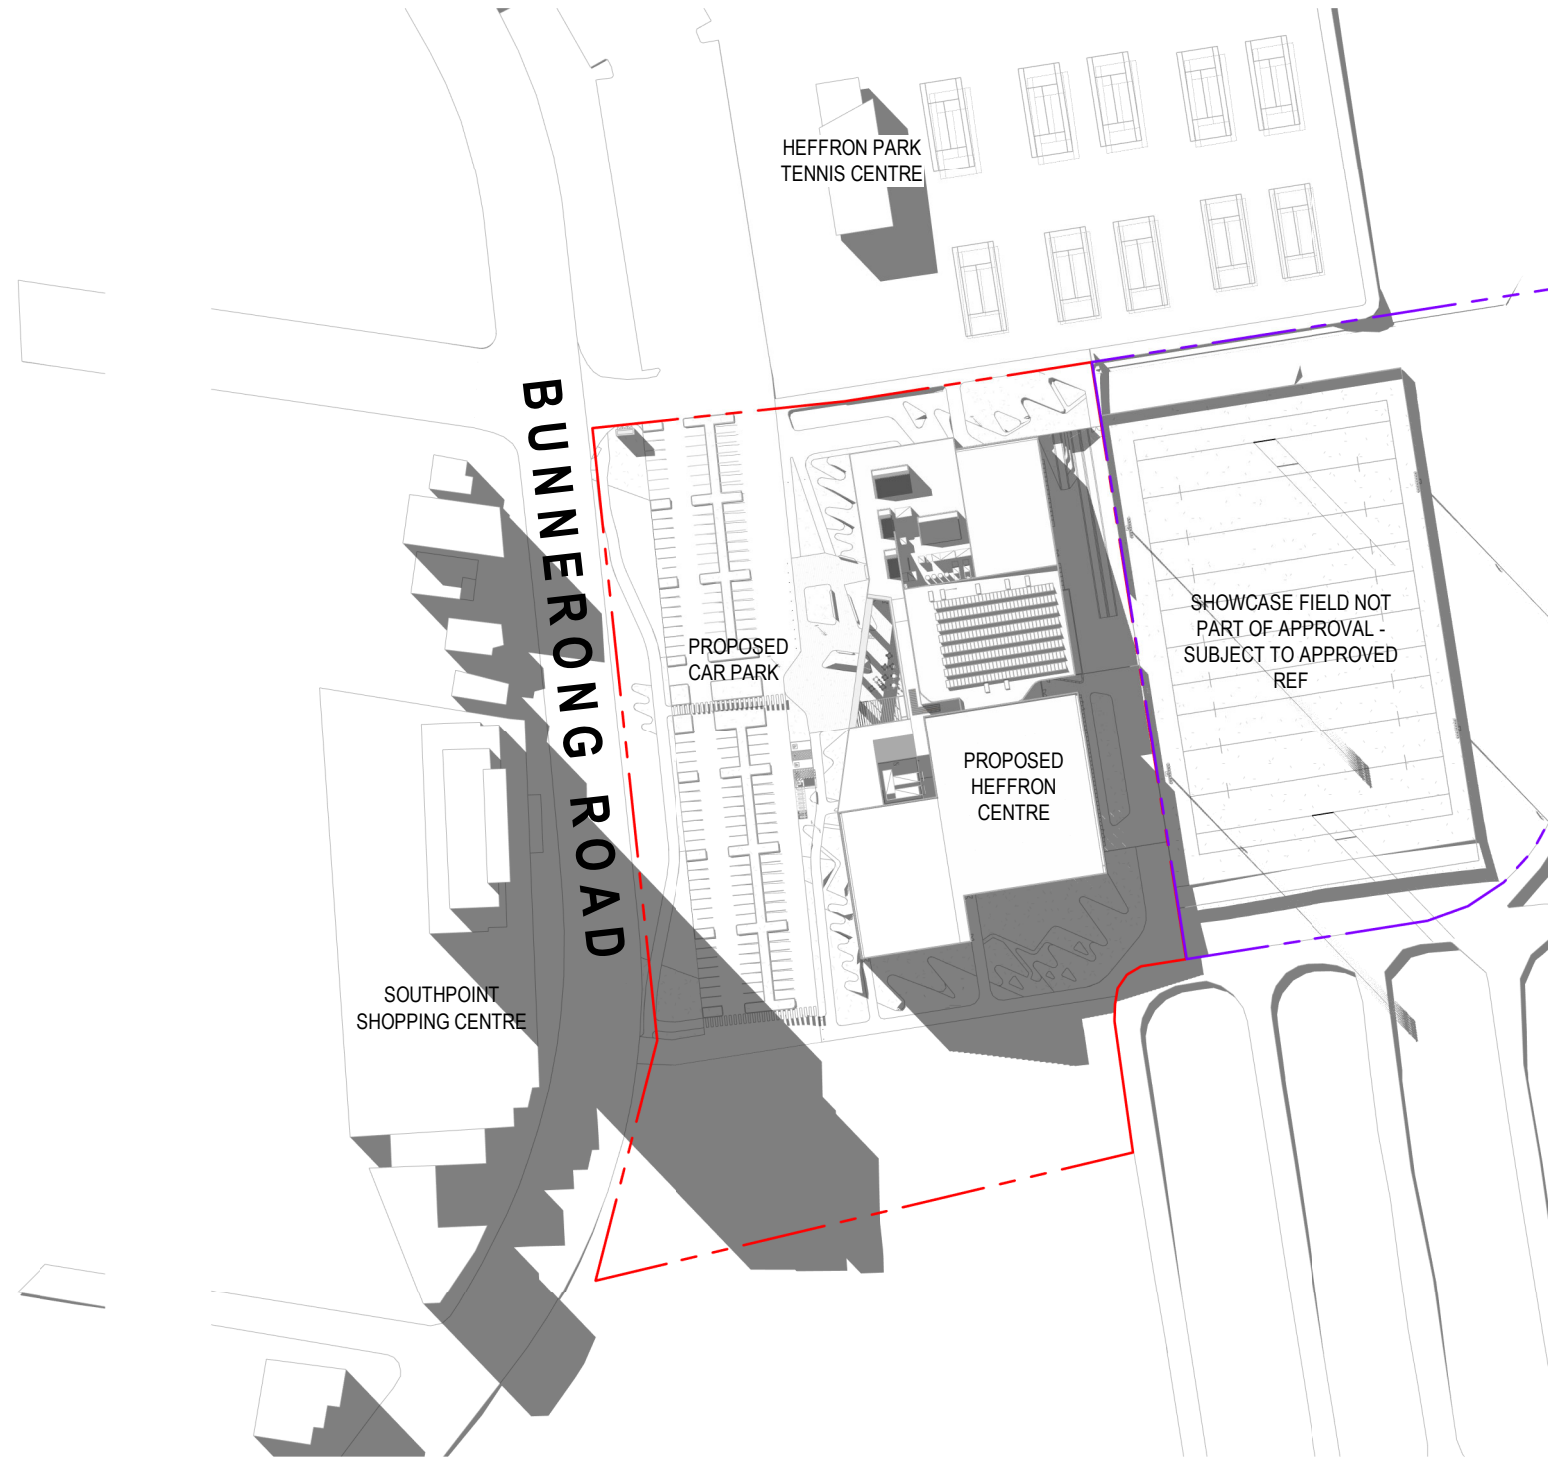 HEFFRON PARK
TENNIS CENTRE
BUNNERONG ROAD
SHOWCASE FIELD NOT
PART OF APPROVAL -
SUBJECT TO APPROVED
REF
PROPOSED
CAR PARK
PROPOSED
HEFFRON
CENTRE
SOUTHPOINT
SHOPPING CENTRE